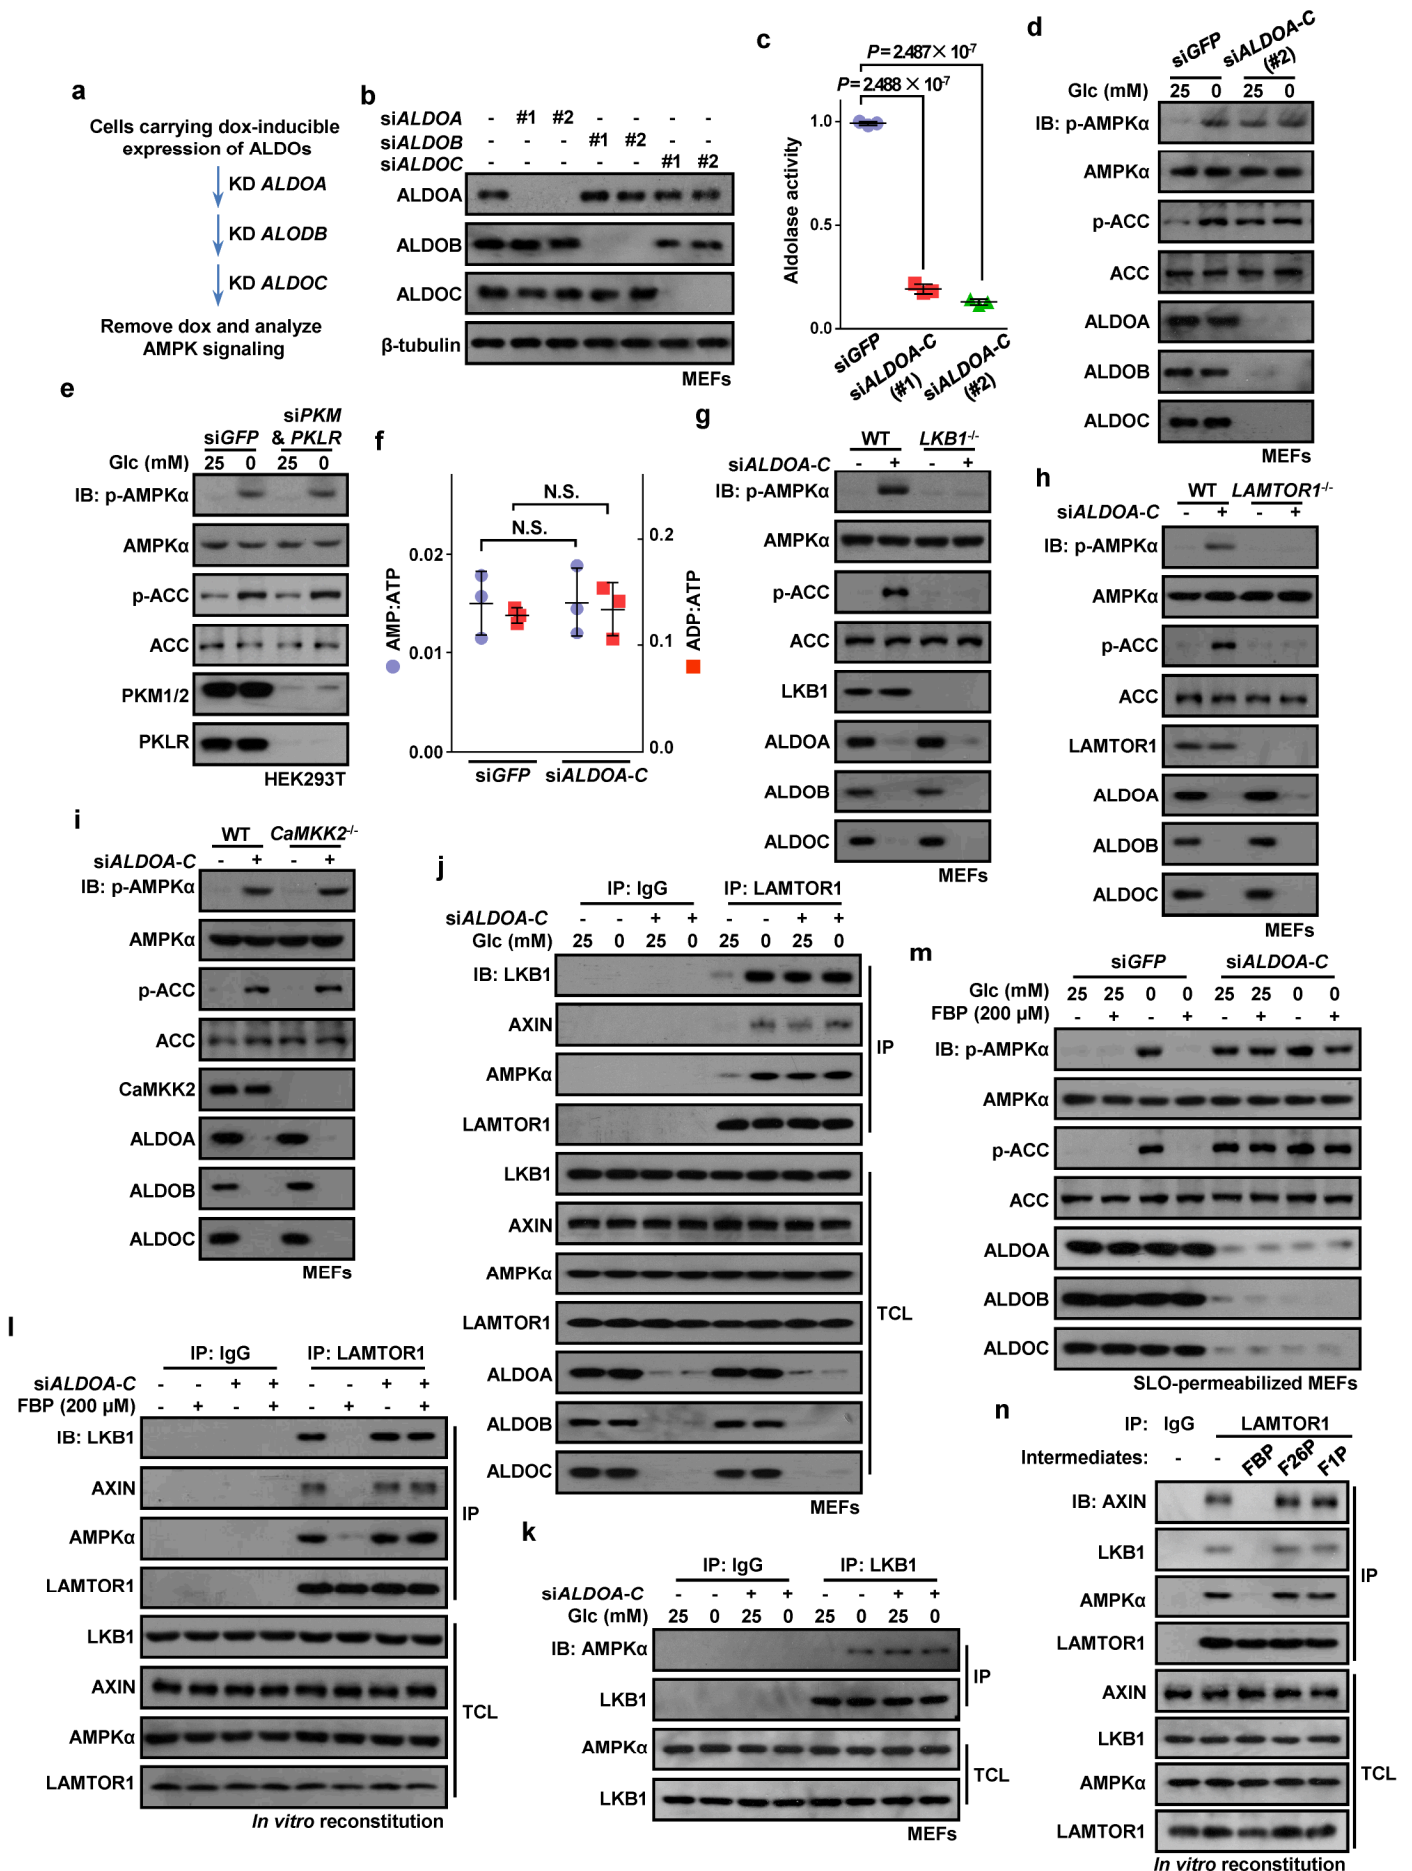 a
Cells carrying dox-inducible
expression of ALDOs
KD ALDOA
KD ALODB
KD ALDOC
Remove dox and analyze
AMPK signaling
b
siALDOA - #1 #2 - - - -
siALDOB - - - #1 #2 - -
siALDOC - - - - - #1 #2
ALDOA
ALDOB
ALDOC
β-tubulin
MEFs
c
P = 2.487 × 10-7
P = 2.488 × 10-7
Aldolase activity
1.0
0.5
0.0
siGFP
siALDOA-C
(#1)
siALDOA-C
(#2)
d
siGFP siALDOA-C
(#2)
Glc (mM) 25 0 25 0
IB: p-AMPKα
AMPKα
p-ACC
ACC
ALDOA
ALDOB
ALDOC
MEFs
e
siGFP siPKM
& PKLR
Glc (mM) 25 0 25 0
IB: p-AMPKα
AMPKα
p-ACC
ACC
PKM1/2
PKLR
HEK293T
f
N.S.
N.S.
AMP:ATP
0.02
0.01
0.00
ADP:ATP
0.2
0.1
0.0
siGFP siALDOA-C
g
WT LKB1-/-
siALDOA-C - + - +
IB: p-AMPKα
AMPKα
p-ACC
ACC
LKB1
ALDOA
ALDOB
ALDOC
MEFs
h
WT LAMTOR1-/-
siALDOA-C - + - +
IB: p-AMPKα
AMPKα
p-ACC
ACC
LAMTOR1
ALDOA
ALDOB
ALDOC
MEFs
i
WT CaMKK2-/-
siALDOA-C - + - +
IB: p-AMPKα
AMPKα
p-ACC
ACC
CaMKK2
ALDOA
ALDOB
ALDOC
MEFs
j
IP: IgG IP: LAMTOR1
siALDOA-C - - + + - - + +
Glc (mM) 25 0 25 0 25 0 25 0
IB: LKB1
AXIN
AMPKα
LAMTOR1
IP
LKB1
AXIN
AMPKα
LAMTOR1
ALDOA
ALDOB
ALDOC
TCL
MEFs
k
IP: IgG IP: LKB1
siALDOA-C - - + + - - + +
Glc (mM) 25 0 25 0 25 0 25 0
IB: AMPKα
LKB1
IP
AMPKα
LKB1
TCL
MEFs
l
IP: IgG IP: LAMTOR1
siALDOA-C - - + + - - + +
FBP (200 μM) - + - + - + - +
IB: LKB1
AXIN
AMPKα
LAMTOR1
IP
LKB1
AXIN
AMPKα
LAMTOR1
TCL
In vitro reconstitution
m
siGFP siALDOA-C
Glc (mM) 25 25 0 0 25 25 0 0
FBP (200 μM) - + - + - + - +
IB: p-AMPKα
AMPKα
p-ACC
ACC
ALDOA
ALDOB
ALDOC
SLO-permeabilized MEFs
n
IP: IgG LAMTOR1
Intermediates: - - FBP F26P F1P
IB: AXIN
LKB1
AMPKα
LAMTOR1
IP
AXIN
LKB1
AMPKα
LAMTOR1
TCL
In vitro reconstitution